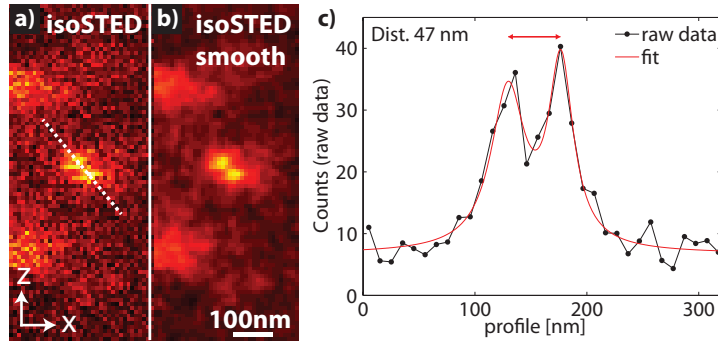 a) isoSTED
Z
X
b) isoSTED
smooth
100nm
c)
Dist. 47 nm
raw data
fit
Counts (raw data)
40
30
20
10
0
0 100 200 300
profile [nm]